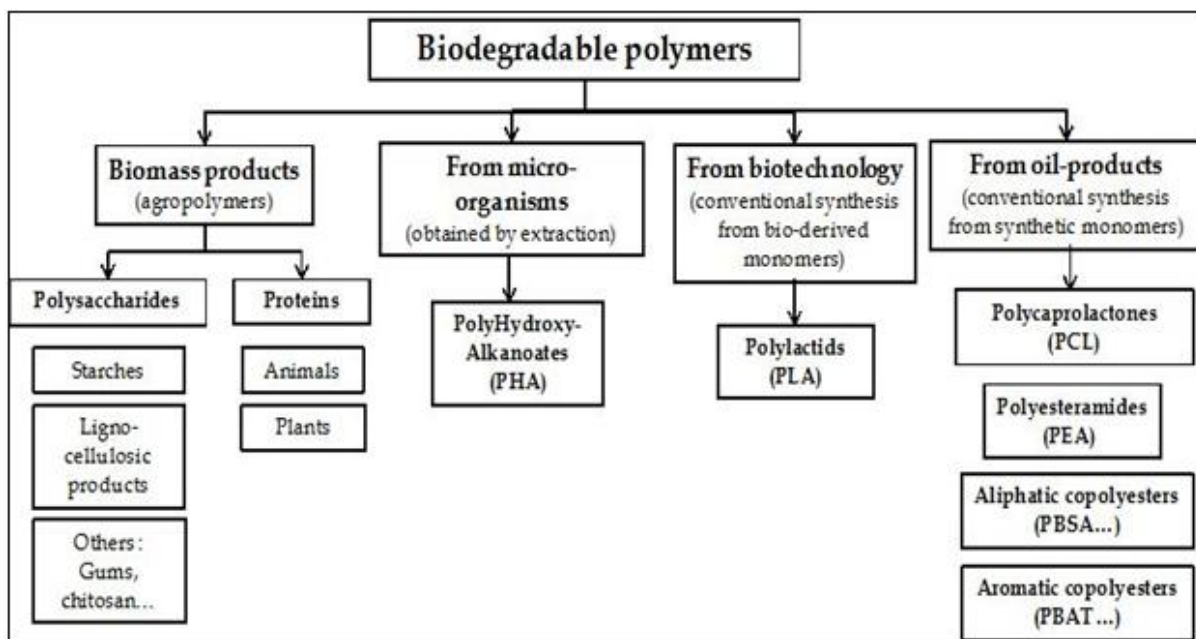 Biodegradable polymers
Biomass products
(agropolymers)
From micro-
organisms
(obtained by extraction)
From biotechnology
(conventional synthesis
from bio-derived
monomers)
From oil-products
(conventional synthesis
from synthetic monomers)
Polysaccharides
Proteins
PolyHydroxy-
Alkanoates
(PHA)
Polylactids
(PLA)
Polycaprolactones
(PCL)
Starches
Animals
Ligno-
cellulosic
products
Plants
Polyesteramides
(PEA)
Others :
Gums,
chitosan...
Aliphatic copolyesters
(PBSA...)
Aromatic copolyesters
(PBAT...)